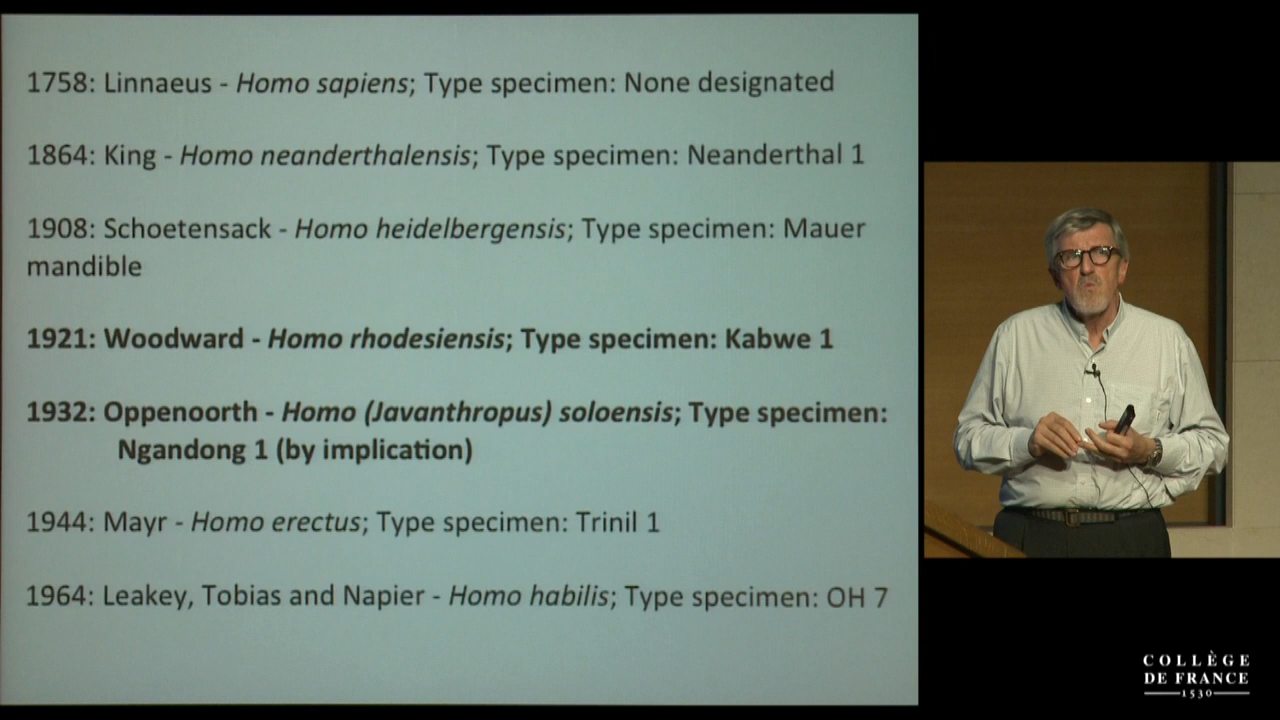 1758: Linnaeus - Homo sapiens; Type specimen: None designated
1864: King - Homo neanderthalensis; Type specimen: Neanderthal 1
1908: Schoetensack - Homo heidelbergensis; Type specimen: Mauer
mandible
1921: Woodward - Homo rhodesiensis; Type specimen: Kabwe 1
1932: Oppenoorth - Homo (Javanthropus) soloensis; Type specimen:
Ngandong 1 (by implication)
1944: Mayr - Homo erectus; Type specimen: Trinil 1
1964: Leakey, Tobias and Napier - Homo habilis; Type specimen: OH 7
COLLÈGE
DE FRANCE
1530